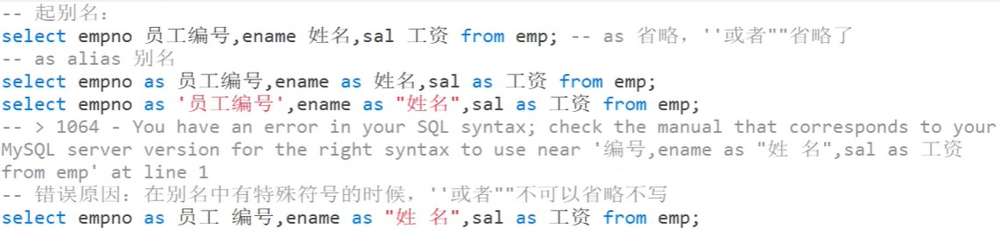 -- 起别名：
select empno 员工编号,ename 姓名,sal 工资 from emp; -- as 省略，''或者""省略了
-- as alias 别名
select empno as 员工编号,ename as 姓名,sal as 工资 from emp;
select empno as '员工编号',ename as "姓名",sal as 工资 from emp;
-- > 1064 - You have an error in your SQL syntax; check the manual that corresponds to your
MySQL server version for the right syntax to use near '编号,ename as "姓 名",sal as 工资
from emp' at line 1
-- 错误原因：在别名中有特殊符号的时候，''或者""不可以省略不写
select empno as 员工 编号,ename as "姓 名",sal as 工资 from emp;